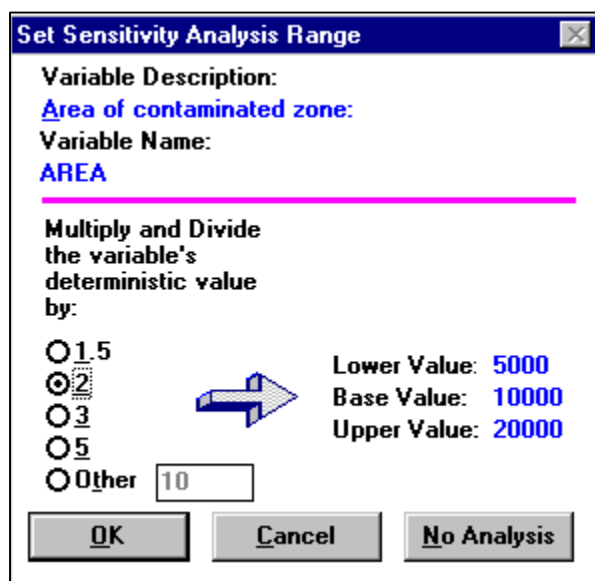 Set Sensitivity Analysis Range
Variable Description:
Area of contaminated zone:
Variable Name:
AREA
Multiply and Divide
the variable's
deterministic value
by:
1.5
2
3
5
Other 10
Lower Value: 5000
Base Value: 10000
Upper Value: 20000
OK Cancel No Analysis